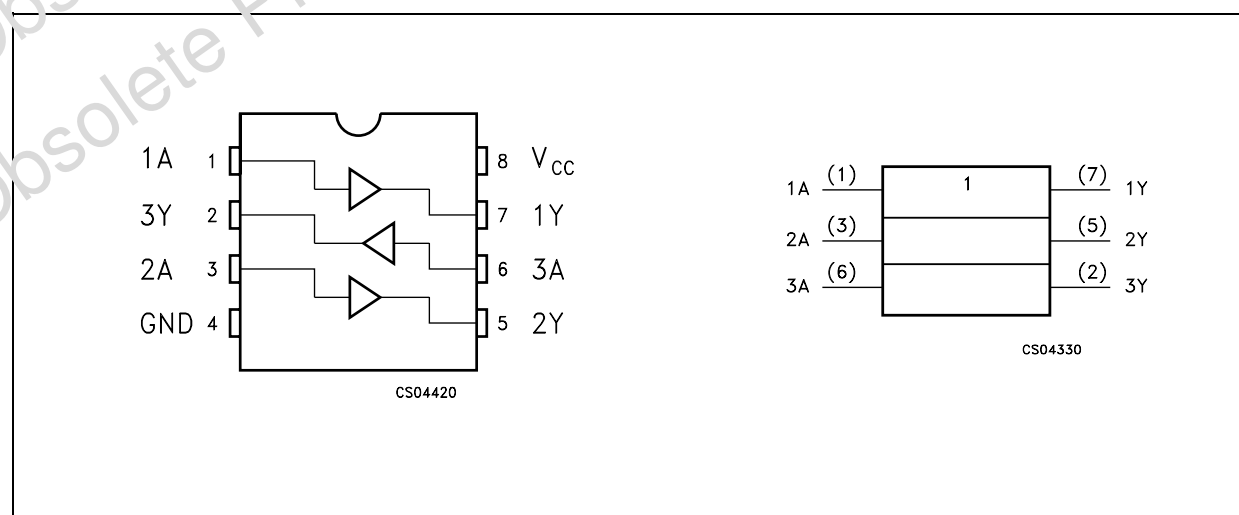 Obsolete Pr
1A 1 8 VCC
3Y 2 7 1Y
2A 3 6 3A
GND 4 5 2Y
CS04420
1A (1) 1 (7) 1Y
2A (3) (5) 2Y
3A (6) (2) 3Y
CS04330